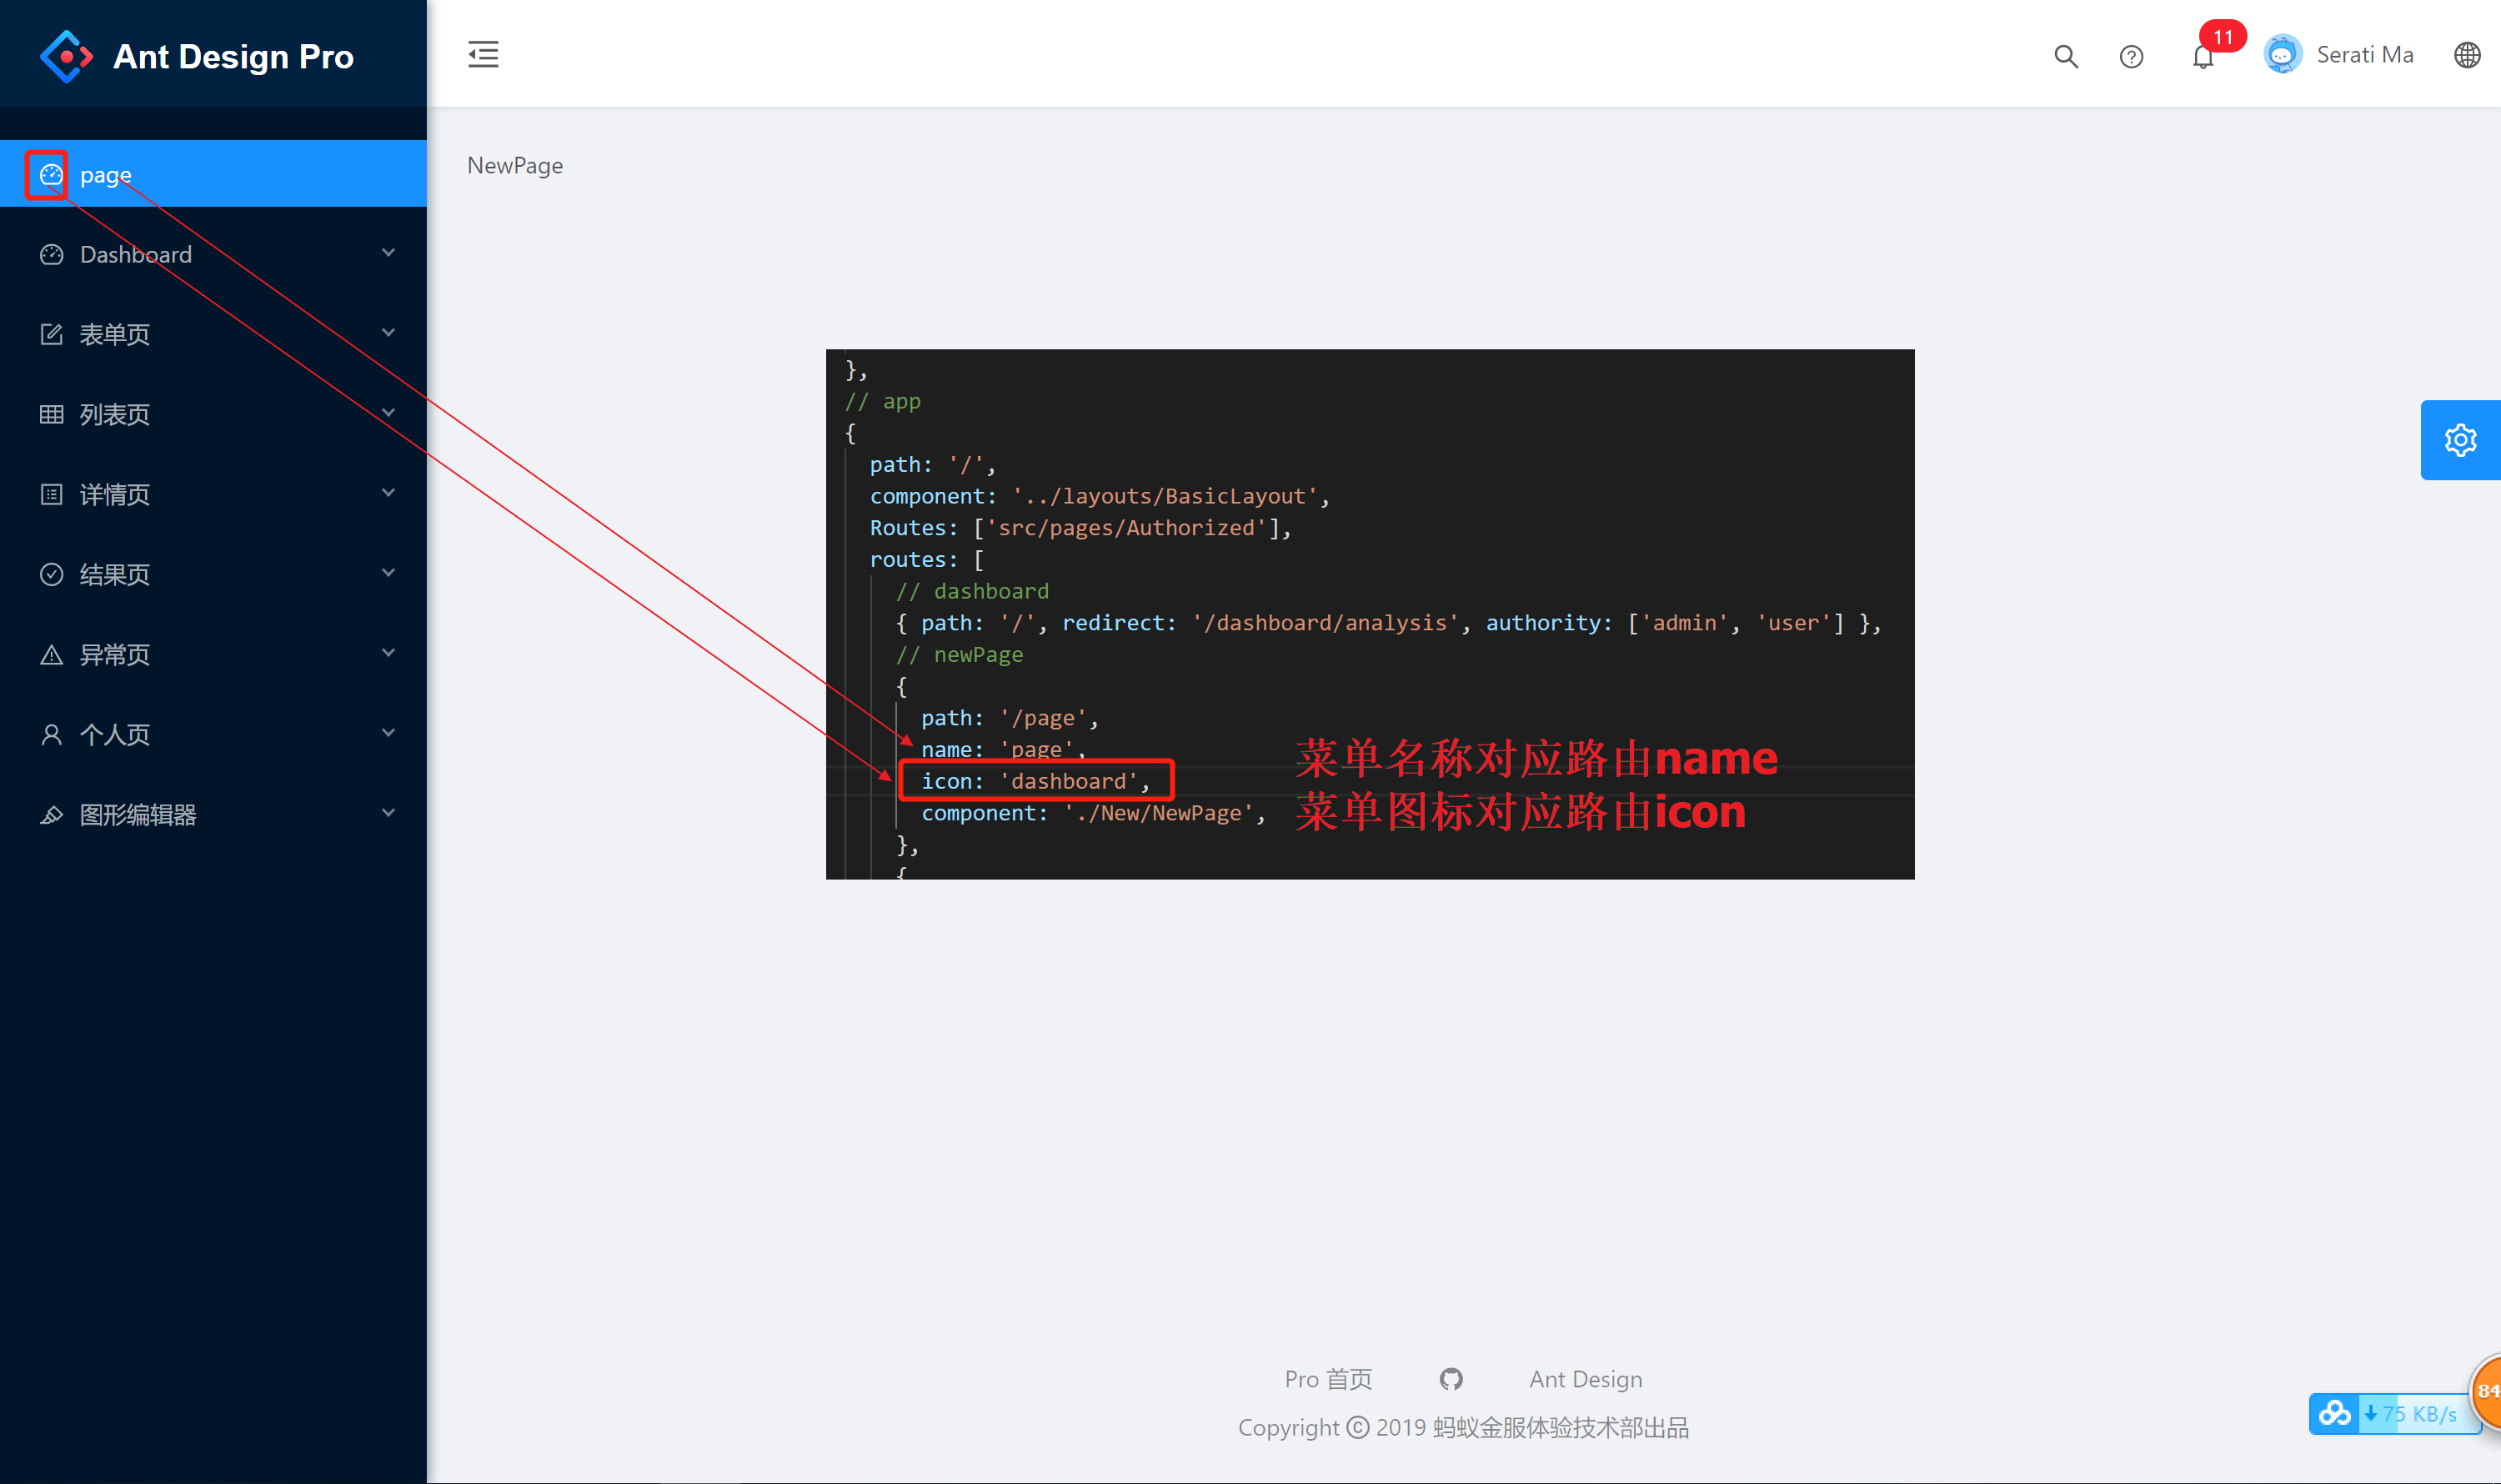 Ant Design Pro
11
Serati Ma
page
Dashboard
表单页
列表页
详情页
结果页
异常页
个人页
图形编辑器
NewPage
},
// app
{
path: '/',
component: '../layouts/BasicLayout',
Routes: ['src/pages/Authorized'],
routes: [
// dashboard
{ path: '/', redirect: '/dashboard/analysis', authority: ['admin', 'user'] },
// newPage
{
path: '/page',
name: 'page',
icon: 'dashboard',
component: './New/NewPage',
},
{
菜单名称对应路由name
菜单图标对应路由icon
Pro 首页
Ant Design
Copyright © 2019 蚂蚁金服体验技术部出品
75 KB/s
84